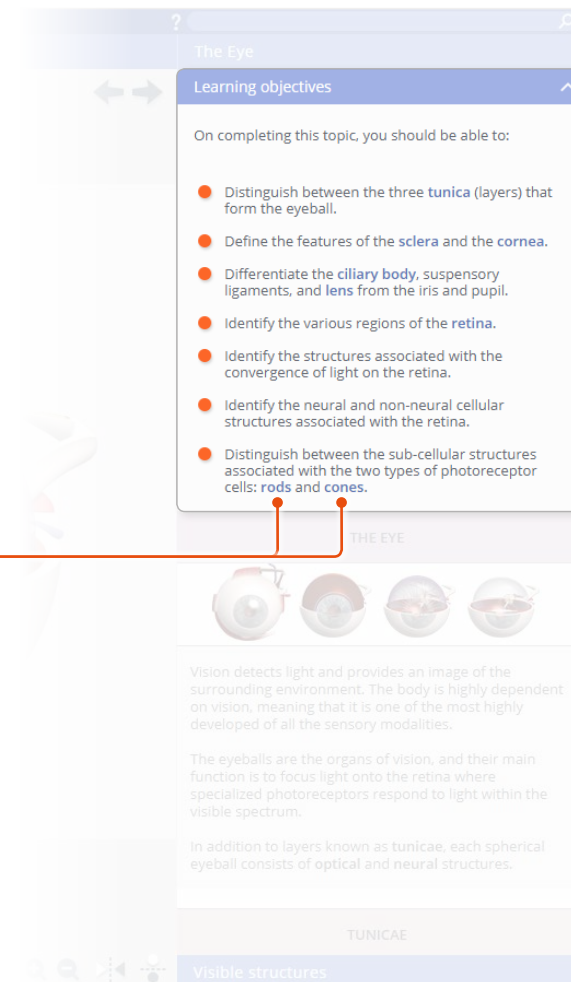 ?
The Eye
Learning objectives
On completing this topic, you should be able to:
Distinguish between the three tunica (layers) that
form the eyeball.
Define the features of the sclera and the cornea.
Differentiate the ciliary body, suspensory
ligaments, and lens from the iris and pupil.
Identify the various regions of the retina.
Identify the structures associated with the
convergence of light on the retina.
Identify the neural and non-neural cellular
structures associated with the retina.
Distinguish between the sub-cellular structures
associated with the two types of photoreceptor
cells: rods and cones.
THE EYE
Vision detects light and provides an image of the
surrounding environment. The body is highly dependent
on vision, meaning that it is one of the most highly
developed of all the sensory modalities.
The eyeballs are the organs of vision, and their main
function is to focus light onto the retina where
specialized photoreceptors respond to light within the
visible spectrum.
In addition to layers known as tunicae, each spherical
eyeball consists of optical and neural structures.
TUNICAE
Visible structures